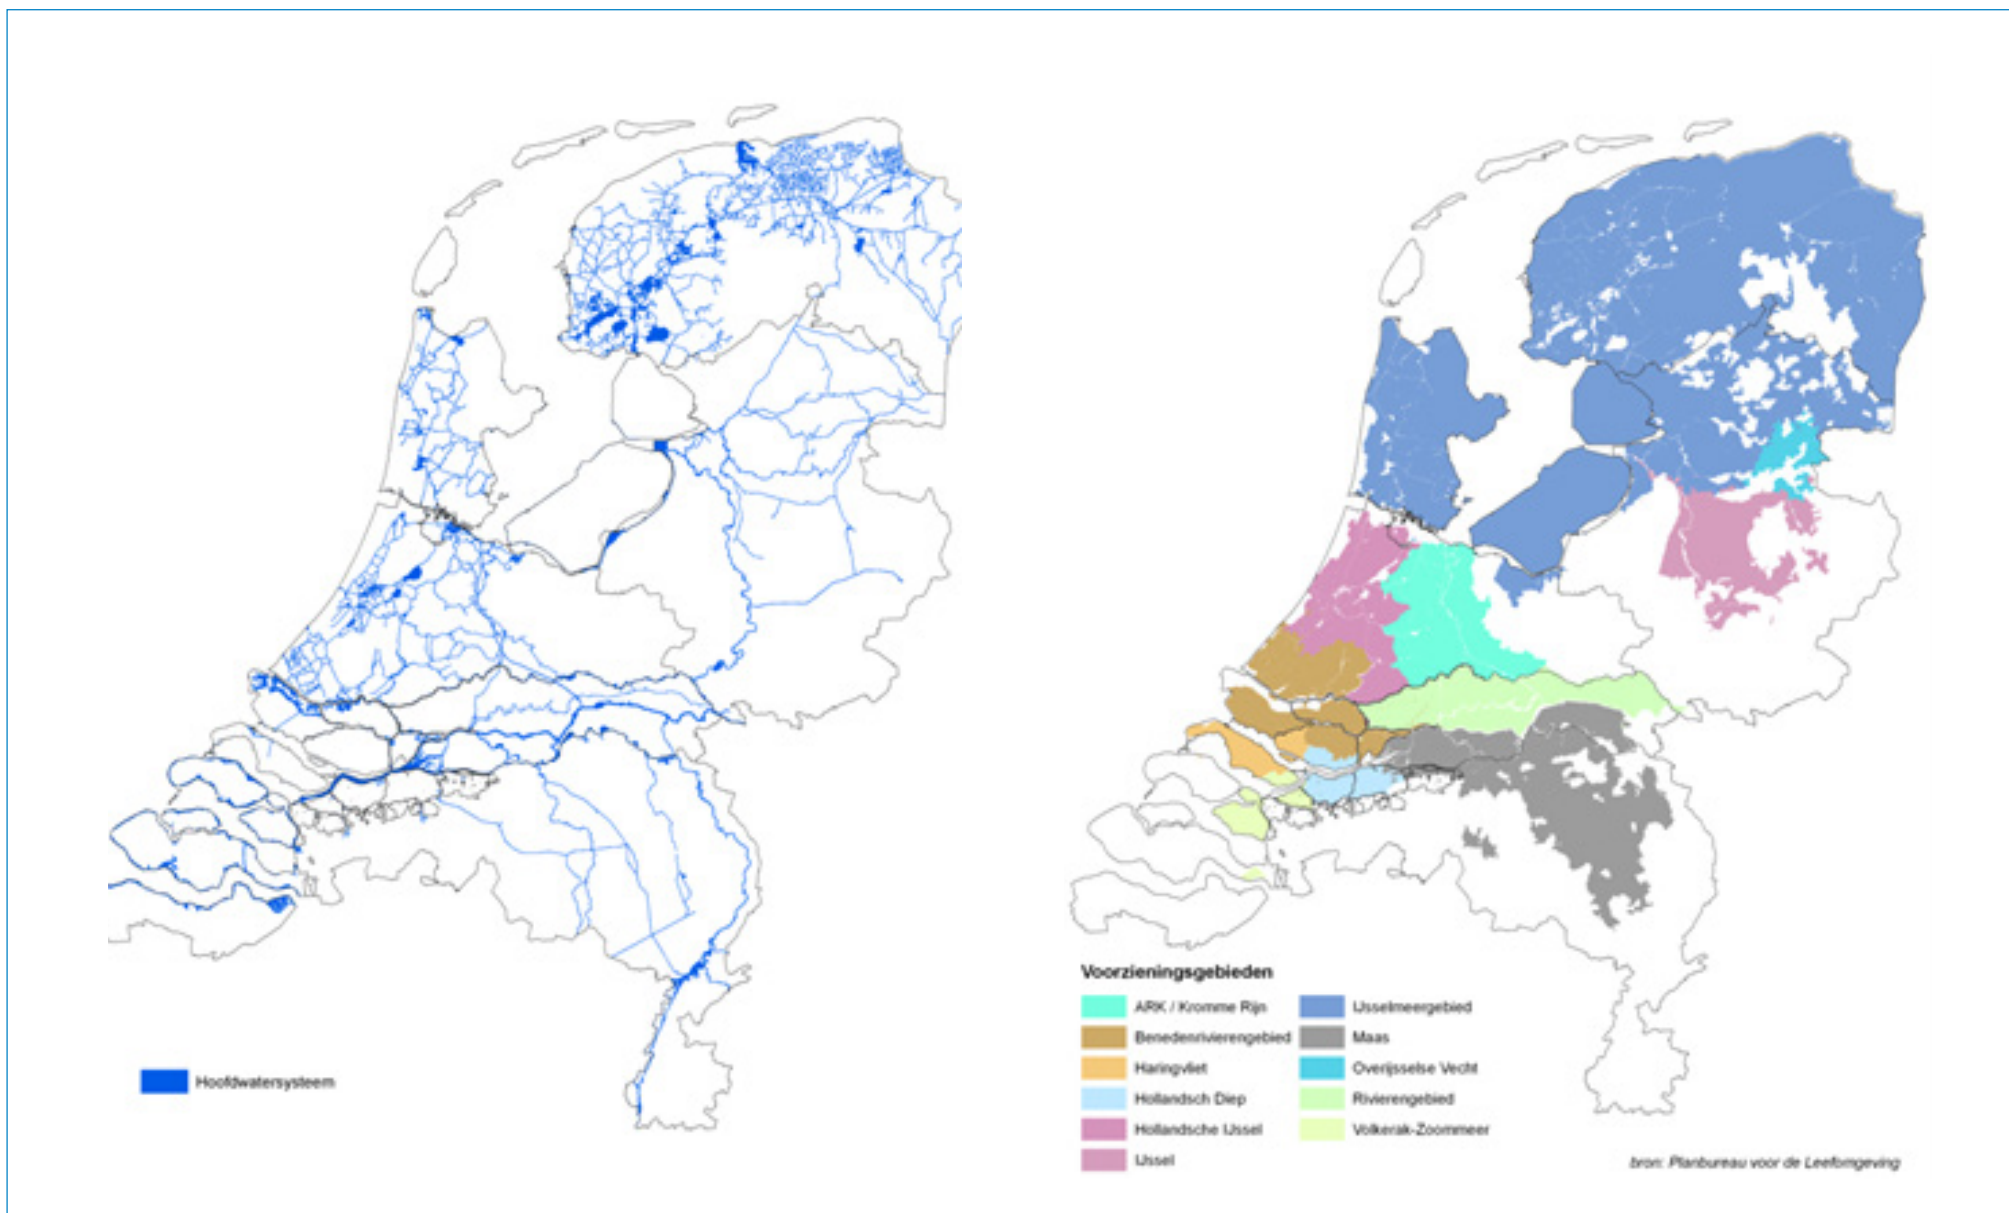 Hoofdwatersysteem
Voorzieningsgebieden
ARK / Kromme Rijn
Benedenrivierengebied
Haringvliet
Hollandsch Diep
Hollandsche IJssel
IJssel
IJsselmeergebied
Maas
Overijsselse Vecht
Rivierengebied
Volkerak-Zoommeer
bron: Planbureau voor de Leefomgeving